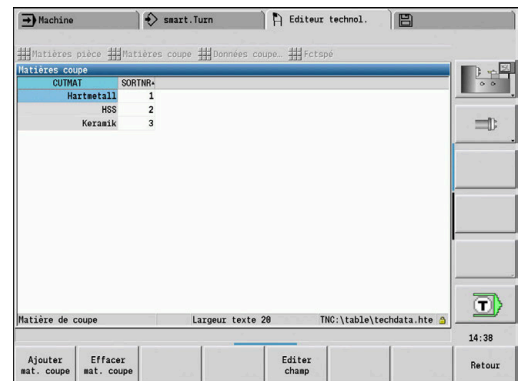 Machine smart.Turn Editeur technol.
Matières pièce Matières coupe Données coupe. Fctspé
Matières coupe
CUTMAT SORTNR
Hartmetall 1
HSS 2
Keramik 3
T
Matière de coupe Largeur texte 20 TNC:\table\techdata.hte
14:38
Ajouter mat. coupe Effacer mat. coupe Editer champ Retour